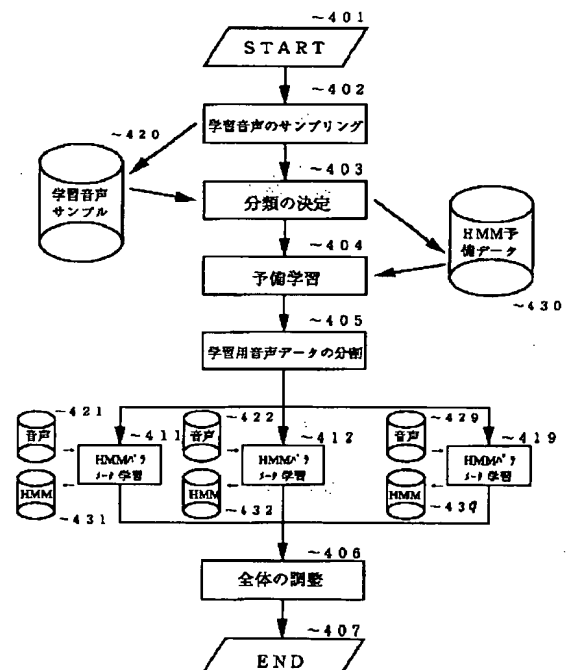 ~401
START
~402
学習音声のサンプリング
~420
学習音声
サンプル
~403
分類の決定
HMM予
備データ
~430
~404
予備学習
~405
学習用音声データの分割
~421
音声
~411
HMMパラ
メータ学習
HMM
~431
~422
音声
~412
HMMパラ
メータ学習
HMM
~432
~429
音声
~419
HMMパラ
メータ学習
HMM
~439
~406
全体の調整
~407
END